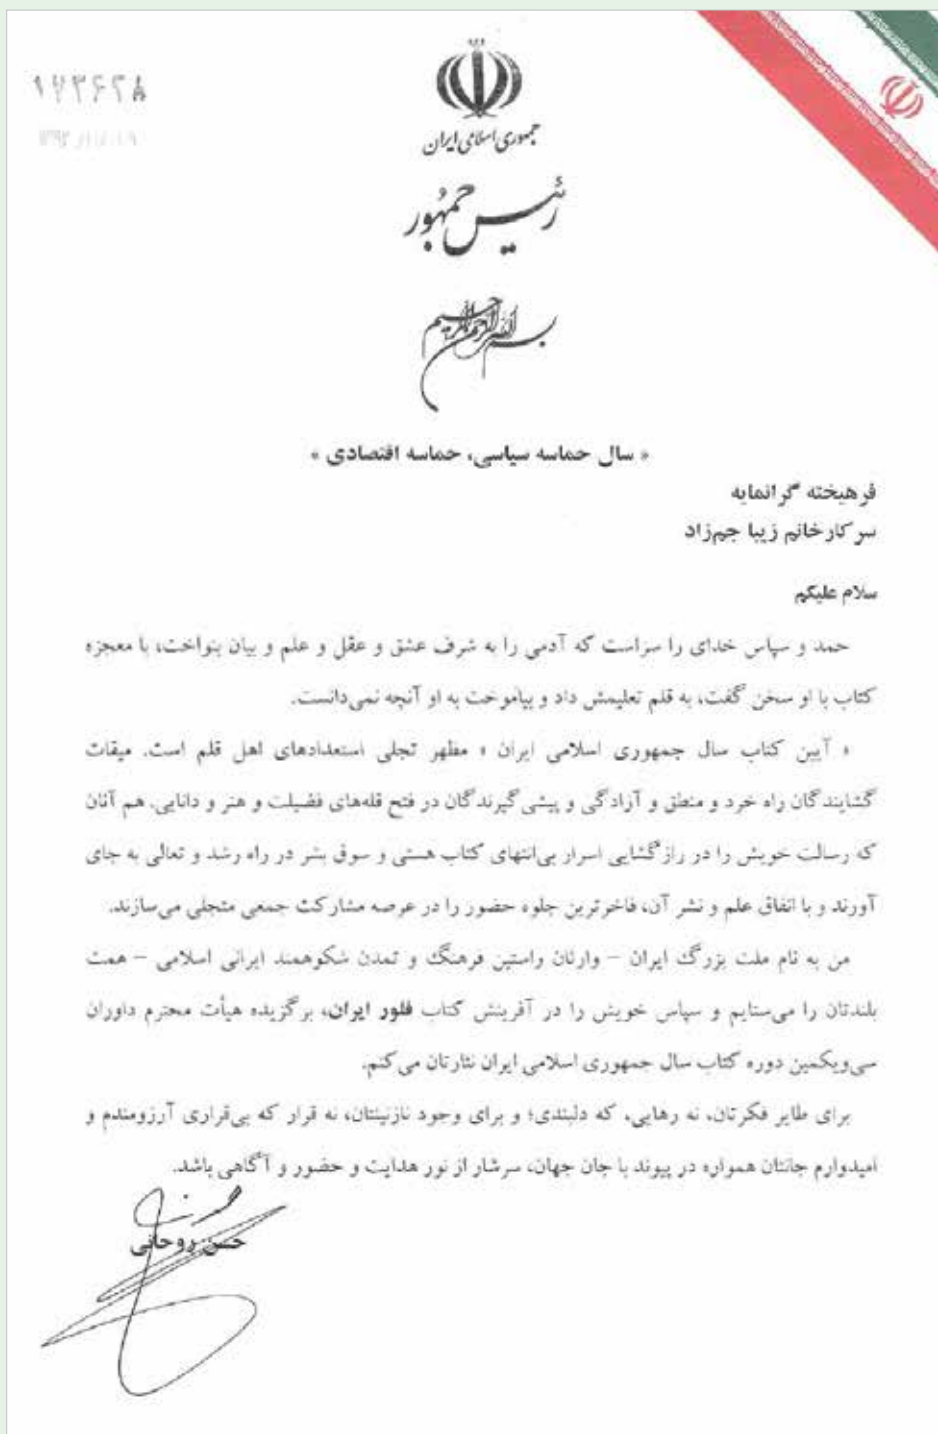 ۱۷۳۶۲۸
جمهوری اسلامی ایران
رئیس جمهور
بسم الله الرحمن الرحیم
« سال حماسه سیاسی، حماسه اقتصادی »
فرهیخته گرانمایه
سرکار خانم زیبا جم‌زاد
سلام علیکم
حمد و سپاس خدای را سزاست که آدمی را به شرف عشق و عقل و علم و بیان بنواخت، با معجزه
کتاب با او سخن گفت، به قلم تعلیمش داد و بیاموخت به او آنچه نمی‌دانست.
« آیین کتاب سال جمهوری اسلامی ایران » مظهر تجلی استعدادهای اهل قلم است. میقات
گشایندگان راه خرد و منطق و آزادگی و پیشی گیرندگان در فتح قله‌های فضیلت و هنر و دانایی. هم آنان
که رسالت خویش را در رازگشایی اسرار بی‌انتهای کتاب هستی و سوق بشر در راه رشد و تعالی به جای
آورند و با انفاق علم و نشر آن، فاخرترین جلوه حضور را در عرصه مشارکت جمعی متجلی می‌سازند.
من به نام ملت بزرگ ایران – وارثان راستین فرهنگ و تمدن شکوهمند ایرانی اسلامی – همت
بلندتان را می‌ستایم و سپاس خویش را در آفرینش کتاب فلور ایران، برگزیده هیأت محترم داوران
سی‌ویکمین دوره کتاب سال جمهوری اسلامی ایران نثارتان می‌کنم.
برای طایر فکرتان، نه رهایی، که دلبندی؛ و برای وجود نازنینتان، نه قرار که بی‌قراری آرزومندم و
امیدوارم جانتان همواره در پیوند با جان جهان، سرشار از نور هدایت و حضور و آگاهی باشد.
حسن روحانی